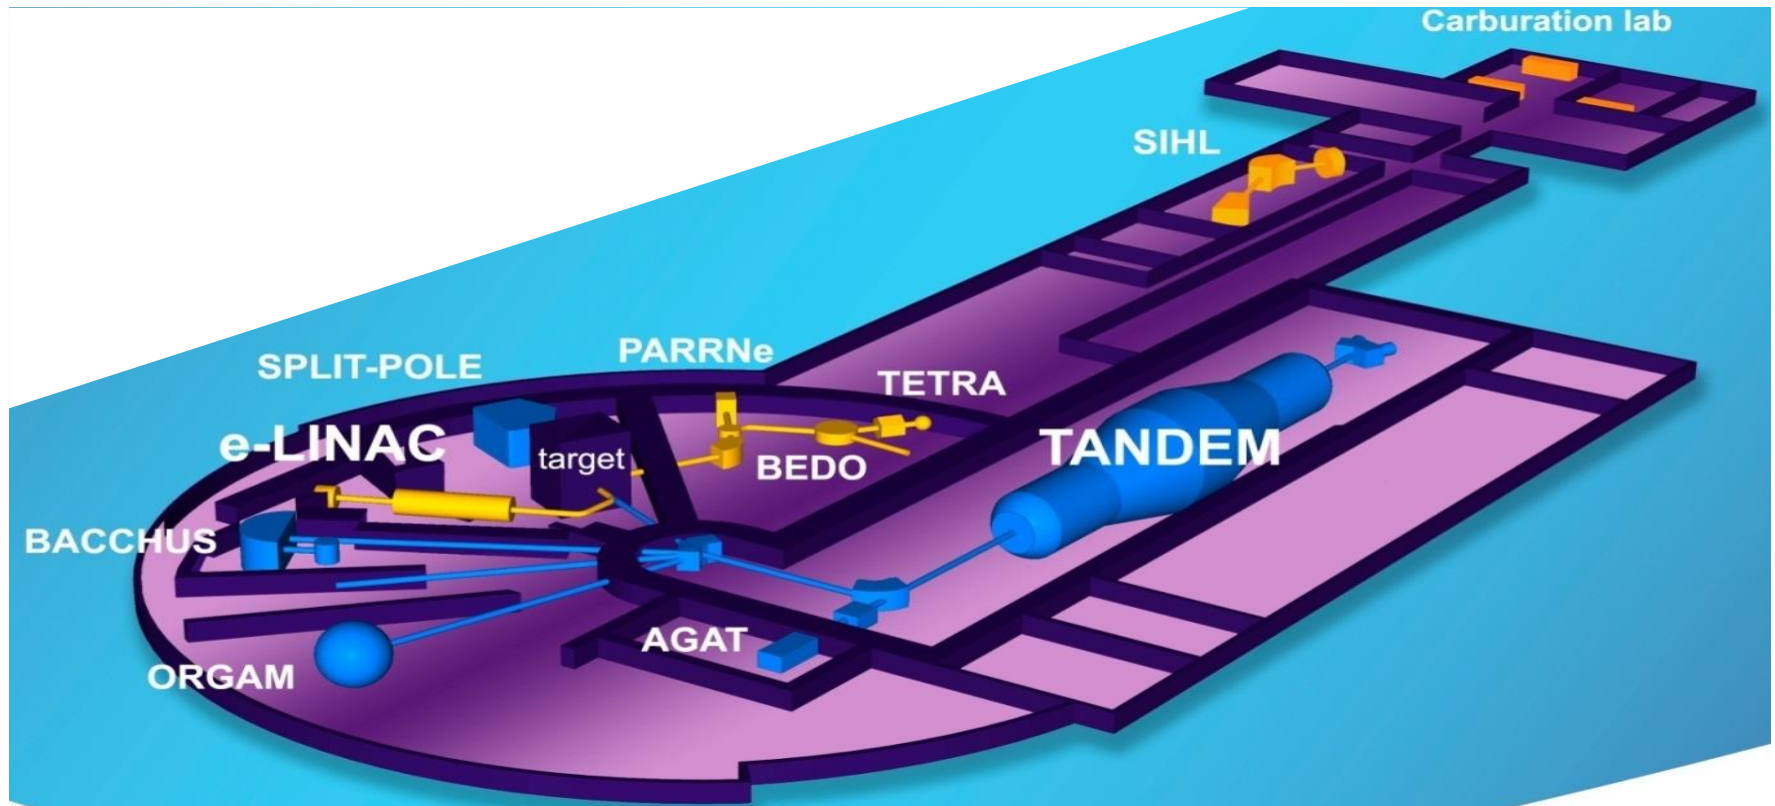 Carburation lab
SIHL
PARRNe
SPLIT-POLE
TETRA
e-LINAC
target
BEDO
TANDEM
BACCHUS
AGAT
ORGAM